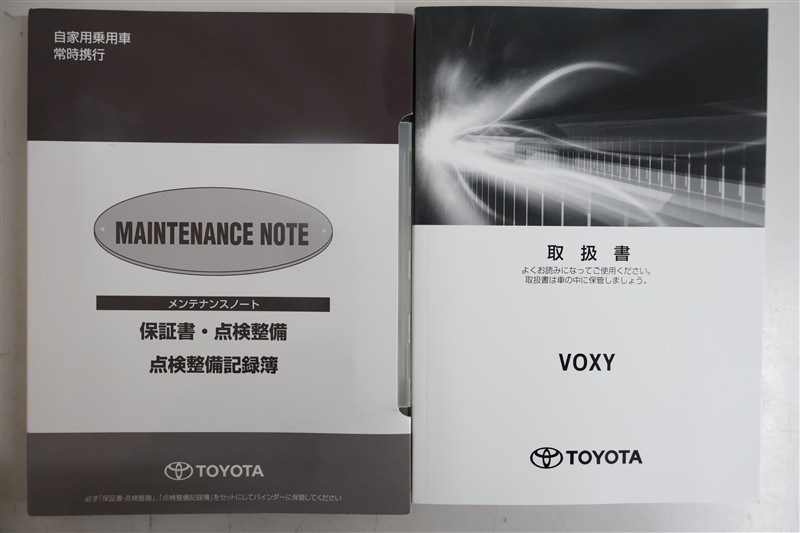 自家用乗用車
常時携行
MAINTENANCE NOTE
メンテナンスノート
保証書・点検整備
点検整備記録簿
TOYOTA
必ず「保証書・点検整備」、「点検整備記録簿」をセットにしてバインダーに保管してください
取扱書
よくお読みになってご使用ください。
取扱書は車の中に保管しましょう。
VOXY
TOYOTA